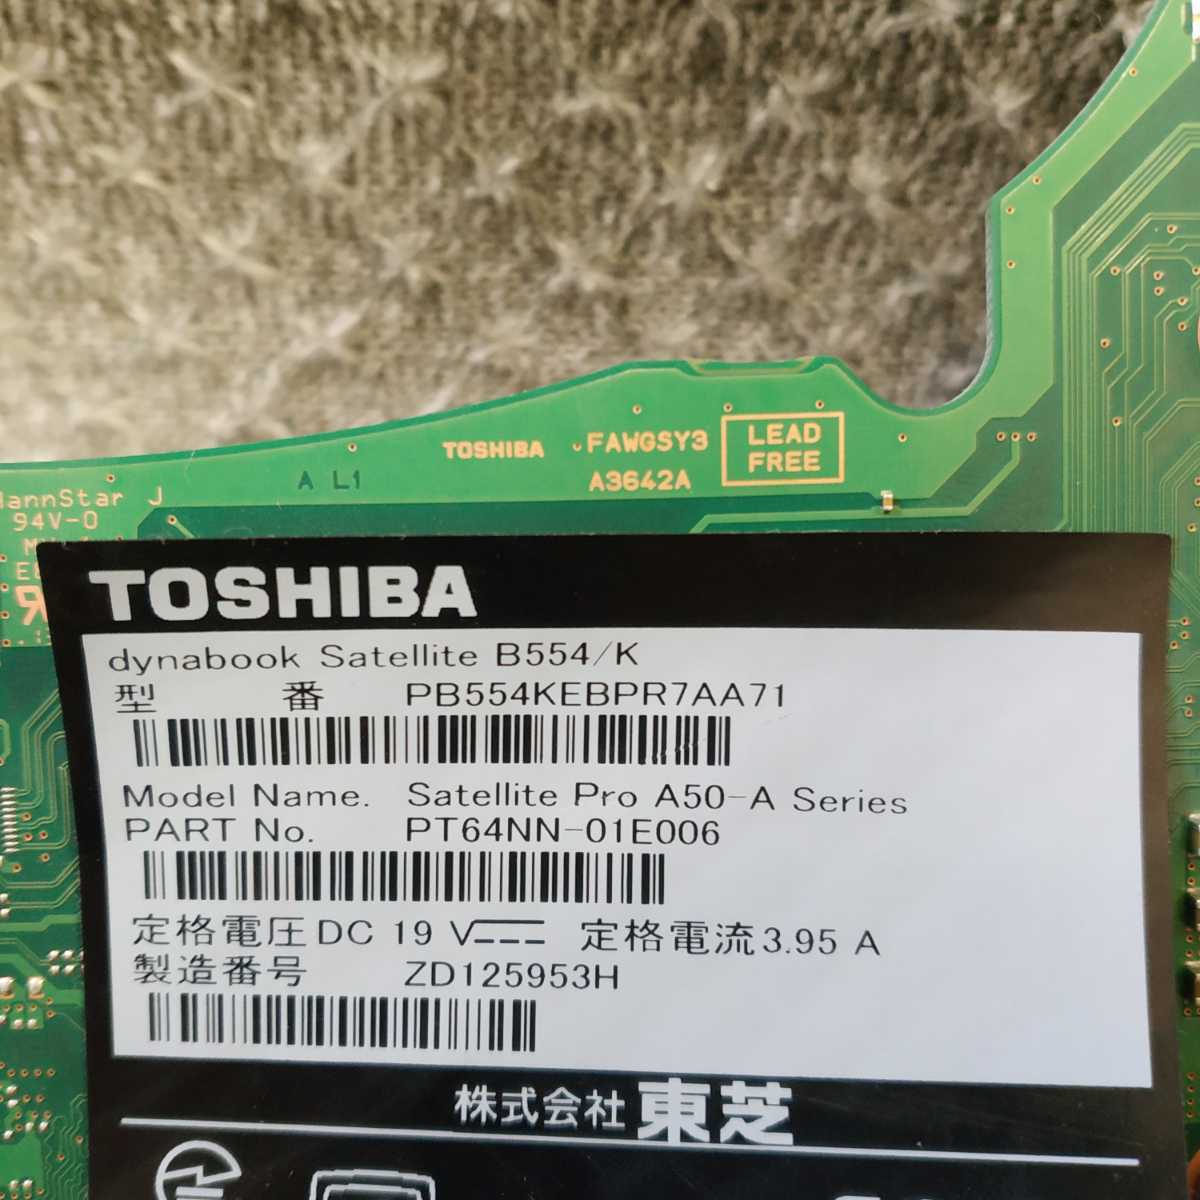 TOSHIBA FAWGSY3
A3642A
LEAD
FREE
A L1
HannStar J
94V-0
TOSHIBA
dynabook Satellite B554/K
型 番 PB554KEBPR7AA71
Model Name. Satellite Pro A50-A Series
PART No. PT64NN-01E006
定格電圧 DC 19 V 定格電流 3.95 A
製造番号 ZD125953H
株式会社 東芝